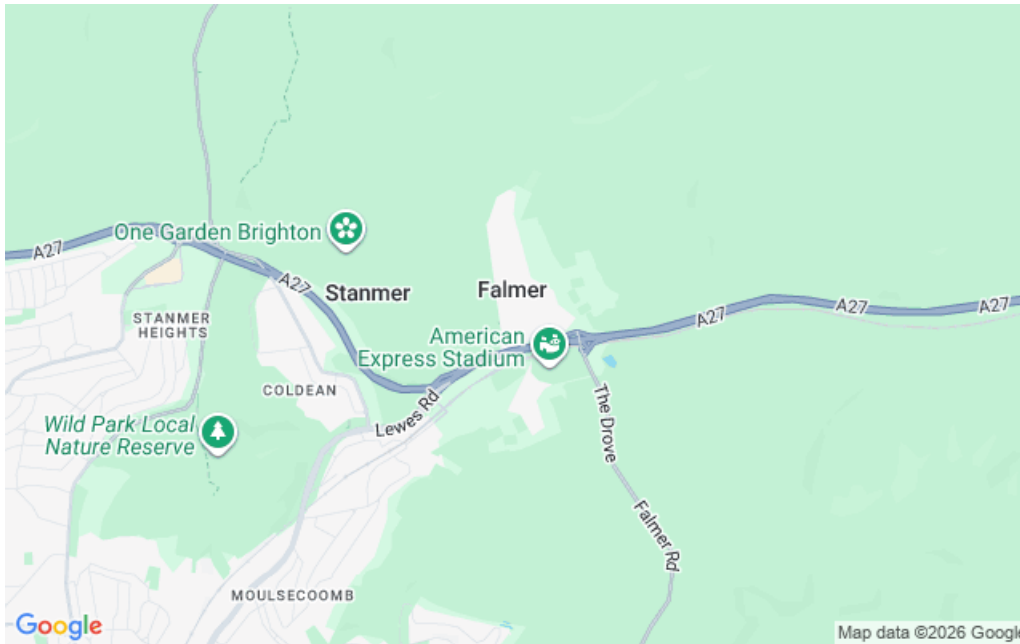 One Garden Brighton
A27
A27
Stanmer
Falmer
A27
A27
A27
STANMER
HEIGHTS
American
Express Stadium
COLDEAN
Lewes Rd
The Drove
Wild Park Local
Nature Reserve
Falmer Rd
MOULSECOOMB
Google
Map data ©2026 Google